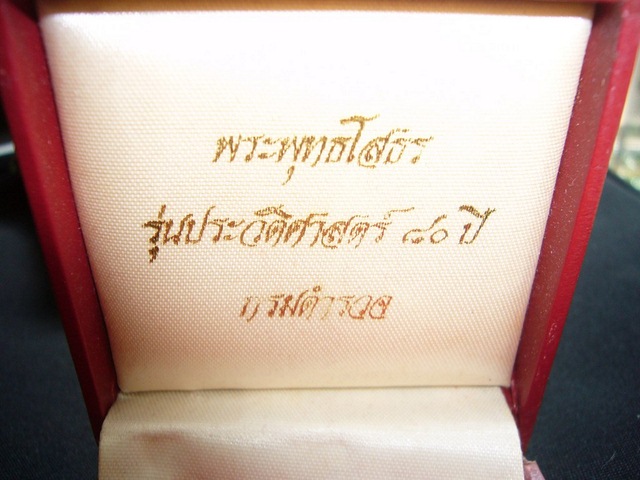 พระพุทธโสธร
รุ่นประวัติศาสตร์ ๘๐ ปี
กรมตำรวจ